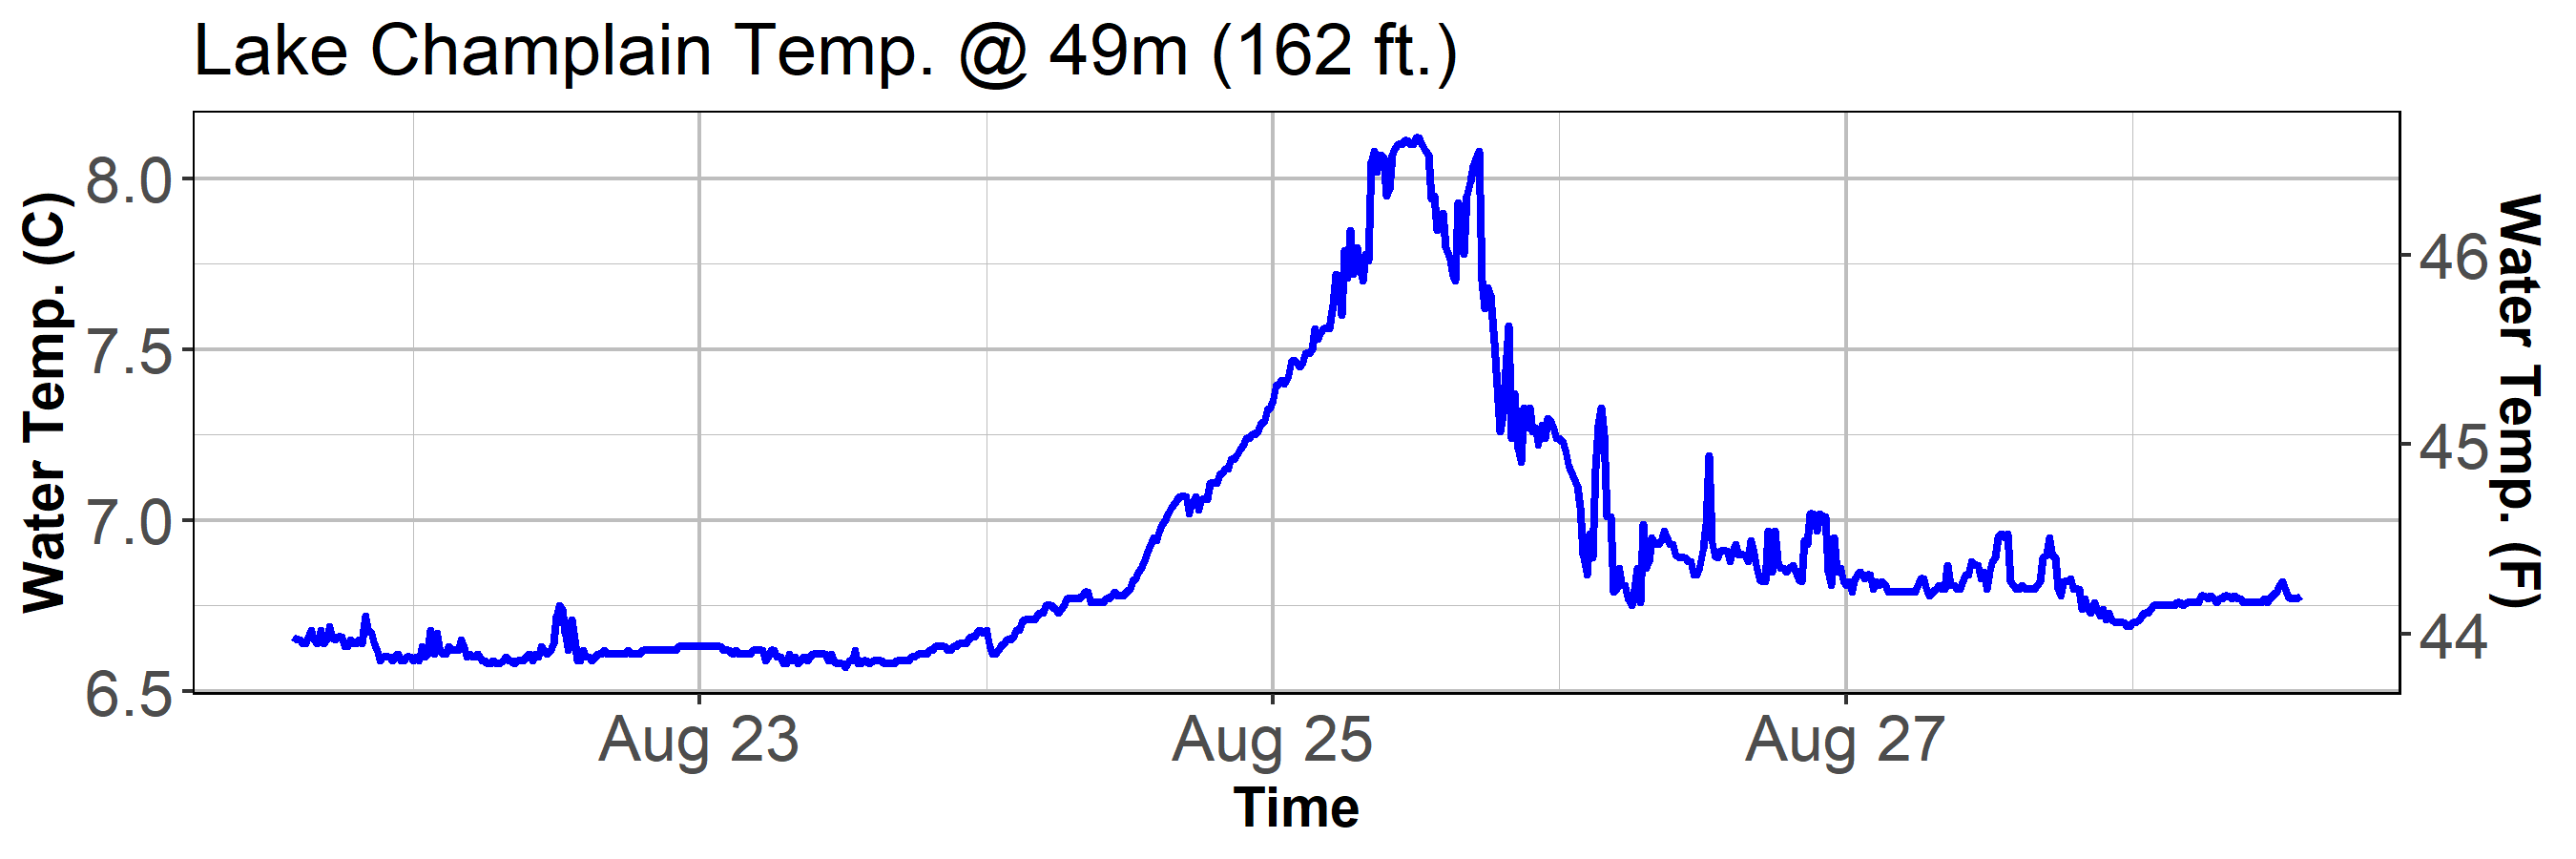 Lake Champlain Temp. @ 49m (162 ft.)
Water Temp. (C)
8.0
7.5
7.0
6.5
46
45
44
Water Temp. (F)
Aug 23 Aug 25 Aug 27
Time